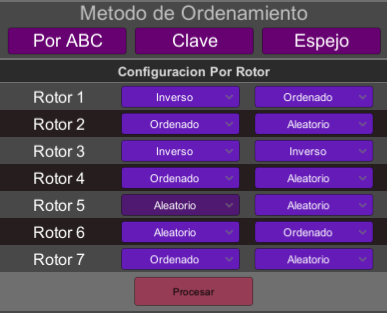 Metodo de Ordenamiento
Por ABC Clave Espejo
Configuracion Por Rotor
Rotor 1 Inverso Ordenado
Rotor 2 Ordenado Aleatorio
Rotor 3 Inverso Inverso
Rotor 4 Ordenado Aleatorio
Rotor 5 Aleatorio Aleatorio
Rotor 6 Aleatorio Ordenado
Rotor 7 Ordenado Aleatorio
Procesar